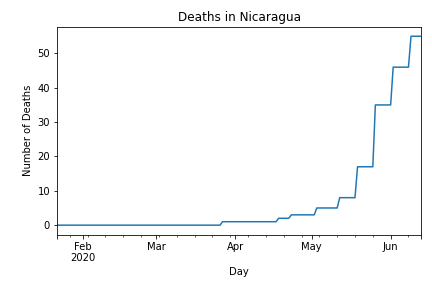 Deaths in Nicaragua
Number of Deaths
50
40
30
20
10
0
Feb
2020
Mar
Apr
May
Jun
Day